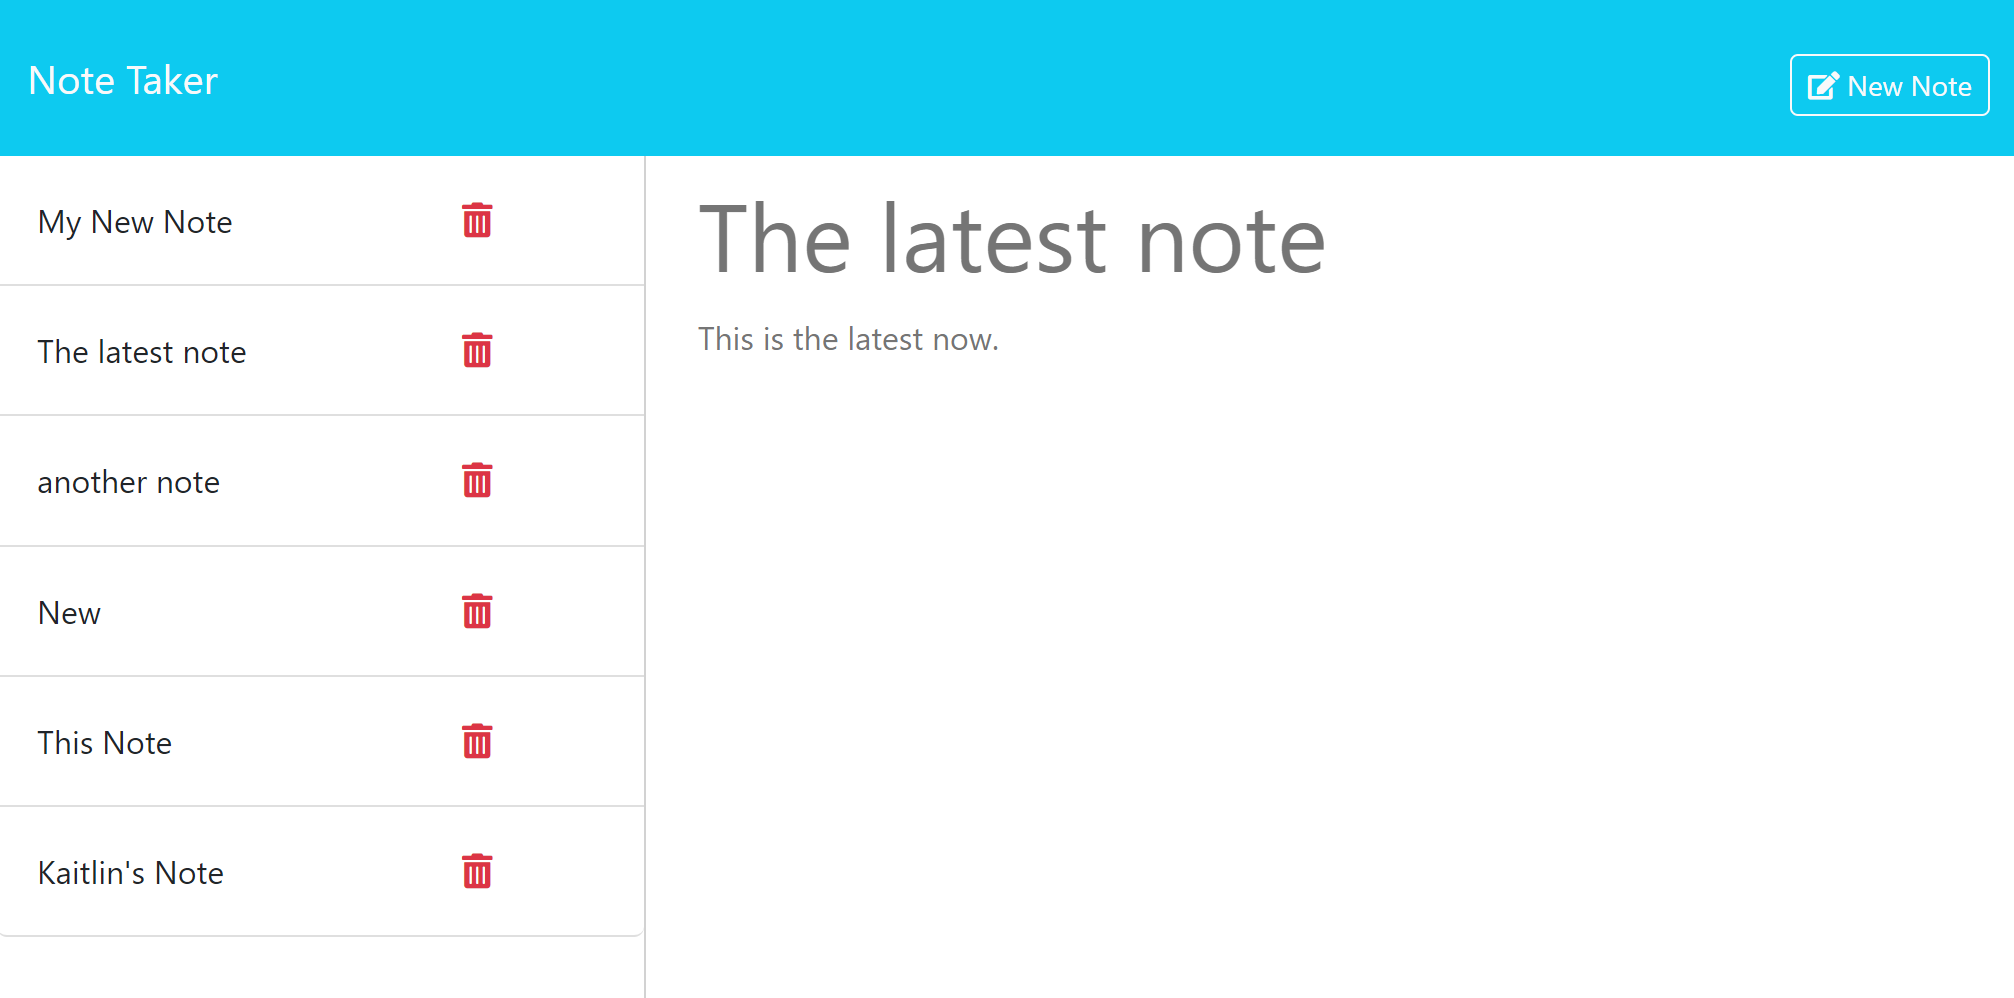 Note Taker
New Note
My New Note
The latest note
another note
New
This Note
Kaitlin's Note
The latest note
This is the latest now.